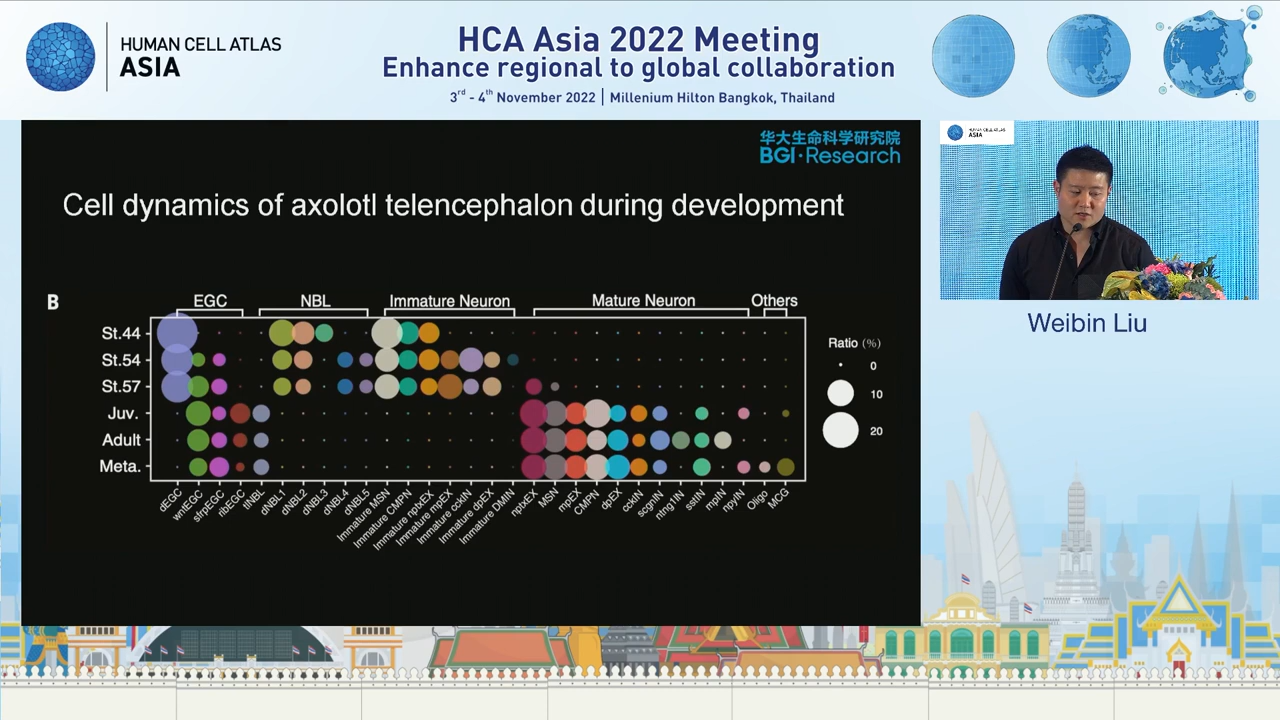 HUMAN CELL ATLAS
ASIA
HCA Asia 2022 Meeting
Enhance regional to global collaboration
3rd - 4th November 2022 | Millenium Hilton Bangkok, Thailand
华大生命科学研究院
BGI·Research
HUMAN CELL ATLAS
ASIA
Cell dynamics of axolotl telencephalon during development
Weibin Liu
B
EGC NBL Immature Neuron Mature Neuron Others
St.44
St.54
St.57
Juv.
Adult
Meta.
Ratio (%)
0
10
20
dEGC
wntEGC
sfrpEGC
ribEGC
tlNBL
dNBL1
dNBL2
dNBL3
dNBL4
dNBL5
Immature MSN
Immature CMPN
Immature nptxEX
Immature mpEX
Immature cckIN
Immature dpEX
Immature DMIN
nptxEX
MSN
mpEX
CMPN
dpEX
cckIN
scgnIN
ntng1IN
sstIN
mpIN
npyIN
Oligo
MCG